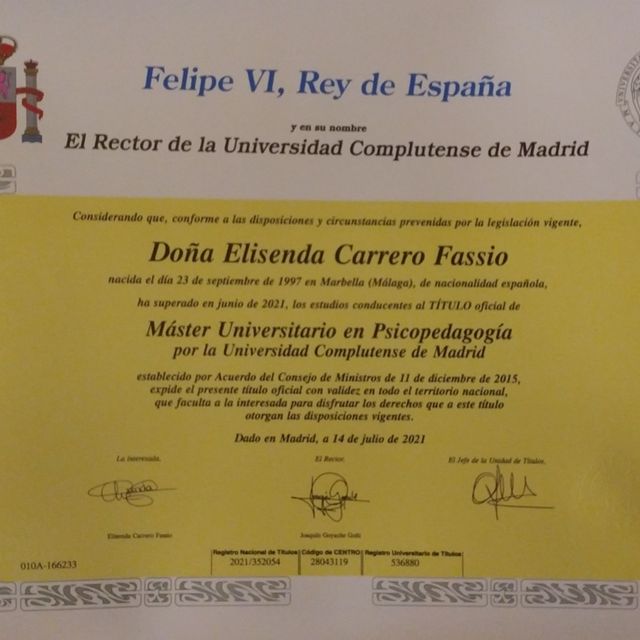 Felipe VI, Rey de España
y en su nombre
El Rector de la Universidad Complutense de Madrid
Considerando que, conforme a las disposiciones y circunstancias prevenidas por la legislación vigente,
Doña Elisenda Carrero Fassio
nacida el día 23 de septiembre de 1997 en Marbella (Málaga), de nacionalidad española,
ha superado en junio de 2021, los estudios conducentes al TÍTULO oficial de
Máster Universitario en Psicopedagogía
por la Universidad Complutense de Madrid
establecido por Acuerdo del Consejo de Ministros de 11 de diciembre de 2015,
expide el presente título oficial con validez en todo el territorio nacional,
que faculta a la interesada para disfrutar los derechos que a este título
otorgan las disposiciones vigentes.
Dado en Madrid, a 14 de julio de 2021
La interesada, El Rector, El Jefe de la Unidad de Títulos,
Elisenda Carrero Fassio Joaquín Goyache Goñi
Registro Nacional de Títulos Código de CENTRO Registro Universitario de Títulos
010A-166233 2021/352054 28043119 536880